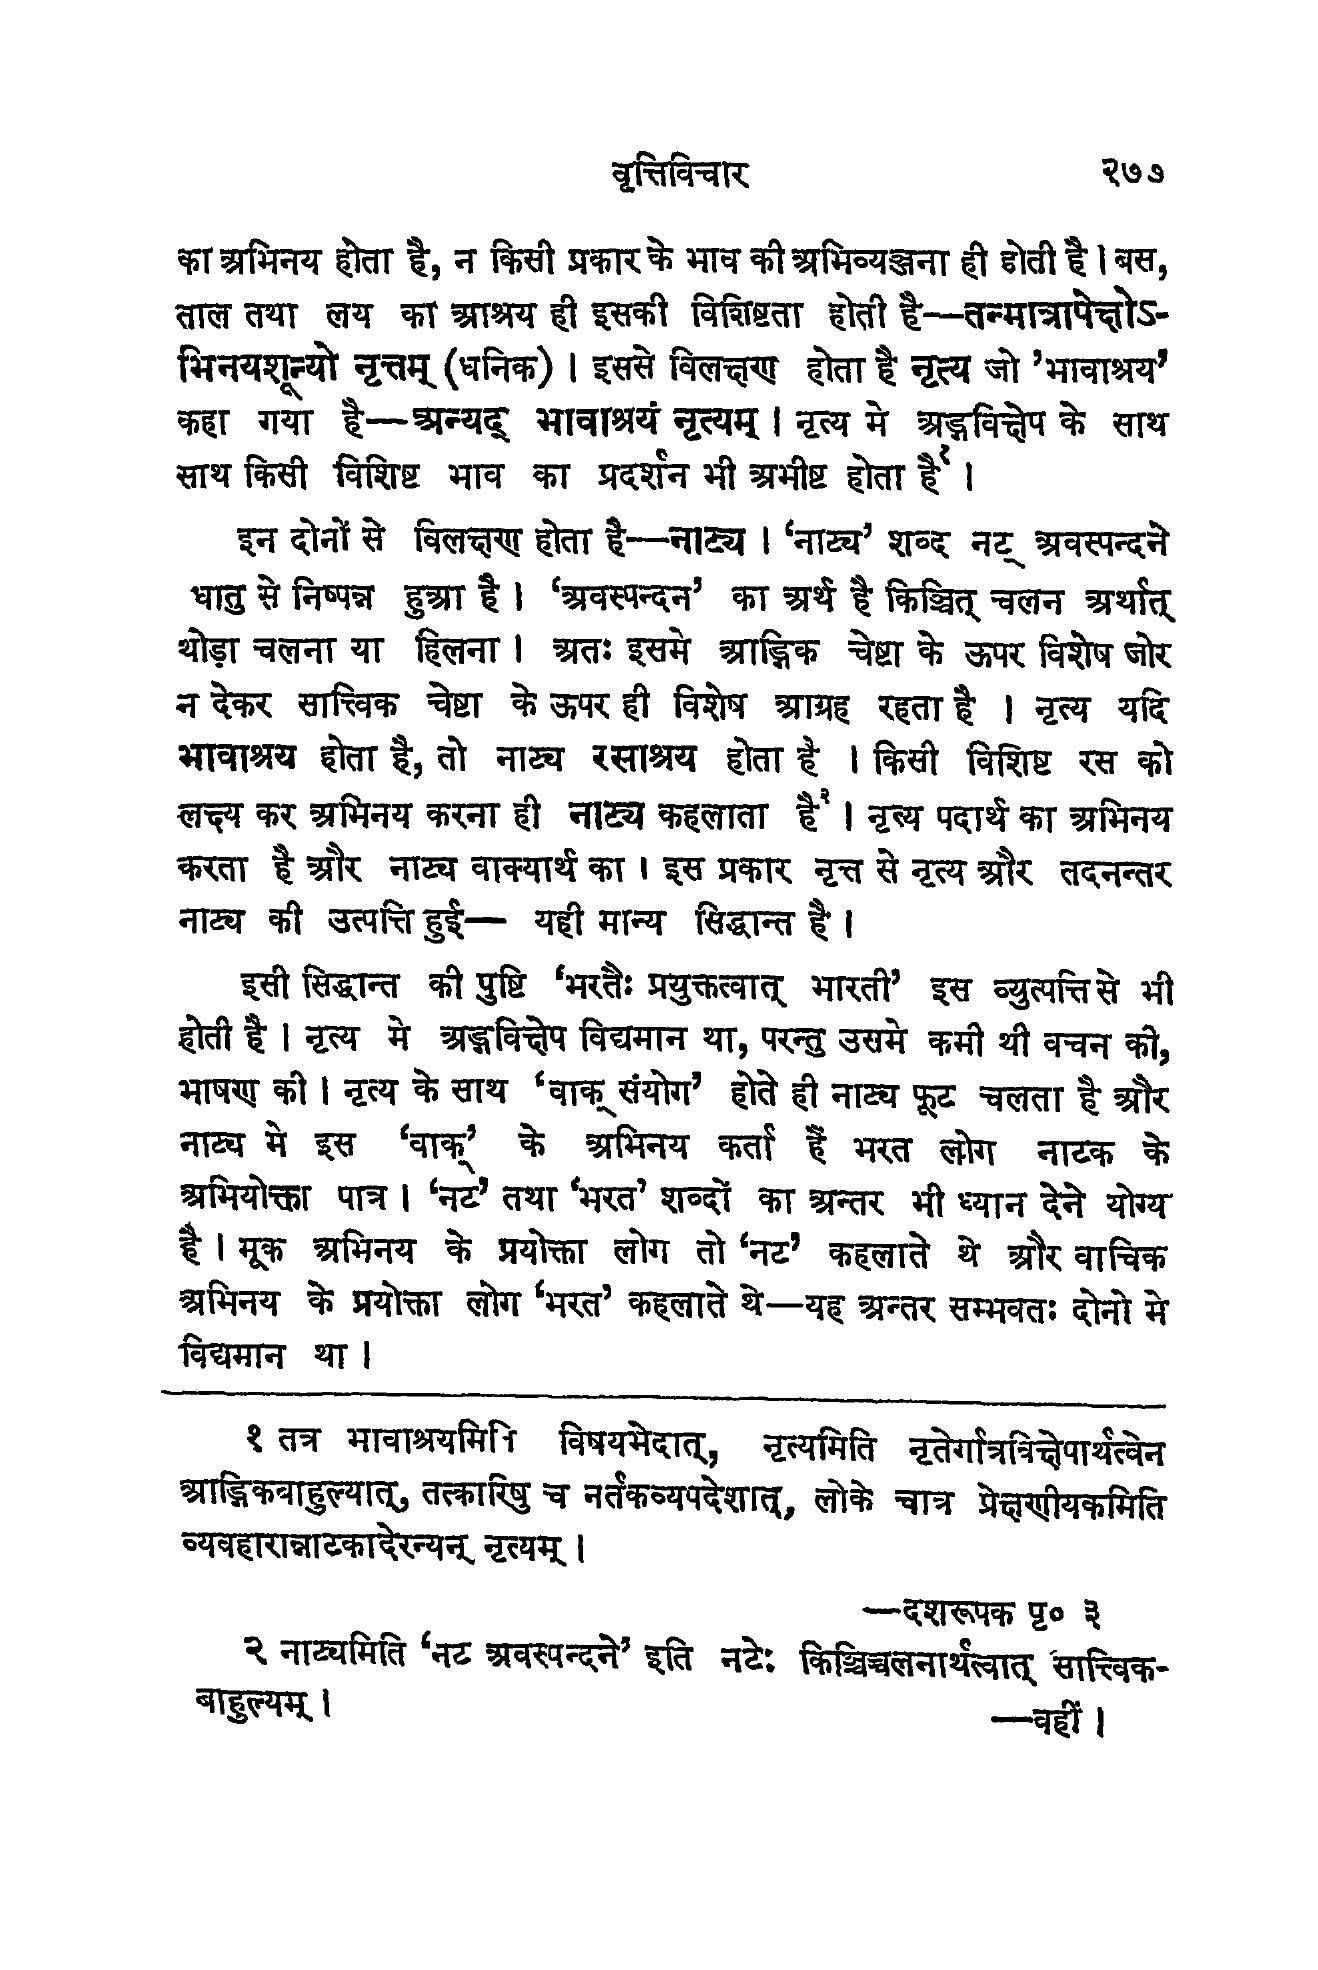 वृत्तिविचार २७७
का अभिनय होता है, न किसी प्रकार के भाव की अभिव्यञ्जना ही होती है । बस,
ताल तथा लय का आश्रय ही इसकी विशिष्टता होती है—तन्मात्रापेक्षोऽ-
भिनयशून्यो नृत्तम् (धनिक) । इससे विलक्षण होता है नृत्य जो ’भावाश्रय’
कहा गया है—अन्यद् भावाश्रयं नृत्यम् । नृत्य मे अङ्गविक्षेप के साथ
साथ किसी विशिष्ट भाव का प्रदर्शन भी अभीष्ट होता है१ ।
इन दोनों से विलक्षण होता है—नाट्य । ‘नाट्य’ शब्द नट् अवस्पन्दने
धातु से निष्पन्न हुआ है । ‘अवस्पन्दन’ का अर्थ है किञ्चित् चलन अर्थात्
थोड़ा चलना या हिलना । अतः इसमे आङ्गिक चेष्टा के ऊपर विशेष जोर
न देकर सात्त्विक चेष्टा के ऊपर ही विशेष आग्रह रहता है । नृत्य यदि
भावाश्रय होता है, तो नाट्य रसाश्रय होता है । किसी विशिष्ट रस को
लक्ष्य कर अभिनय करना ही नाट्य कहलाता है२ । नृत्य पदार्थ का अभिनय
करता है और नाट्य वाक्यार्थ का । इस प्रकार नृत्त से नृत्य और तदनन्तर
नाट्य की उत्पत्ति हुई— यही मान्य सिद्धान्त है ।
इसी सिद्धान्त की पुष्टि ‘भरतैः प्रयुक्तत्वात् भारती’ इस व्युत्पत्ति से भी
होती है । नृत्य मे अङ्गविक्षेप विद्यमान था, परन्तु उसमे कमी थी वचन की,
भाषण की । नृत्य के साथ ‘वाक् संयोग’ होते ही नाट्य फूट चलता है और
नाट्य मे इस ‘वाक्’ के अभिनय कर्ता हैं भरत लोग नाटक के
अभियोक्ता पात्र । ‘नट’ तथा ‘भरत’ शब्दों का अन्तर भी ध्यान देने योग्य
है । मूक अभिनय के प्रयोक्ता लोग तो ‘नट’ कहलाते थे और वाचिक
अभिनय के प्रयोक्ता लोग ‘भरत’ कहलाते थे—यह अन्तर सम्भवतः दोनो मे
विद्यमान था ।
१ तत्र भावाश्रयमिति विषयभेदात्, नृत्यमिति नृतेर्गात्रविक्षेपार्थत्वेन
आङ्गिकबाहुल्यात्, तत्कारिषु च नर्तकव्यपदेशात्, लोके चात्र प्रेक्षणीयकमिति
व्यवहारान्नाटकादेरन्यन् नृत्यम् ।
—दशरूपक पृ० ३
२ नाट्यमिति ‘नट अवस्पन्दने’ इति नटेः किञ्चिच्चलनार्थत्वात् सात्त्विक-
बाहुल्यम् ।
—वहीं ।